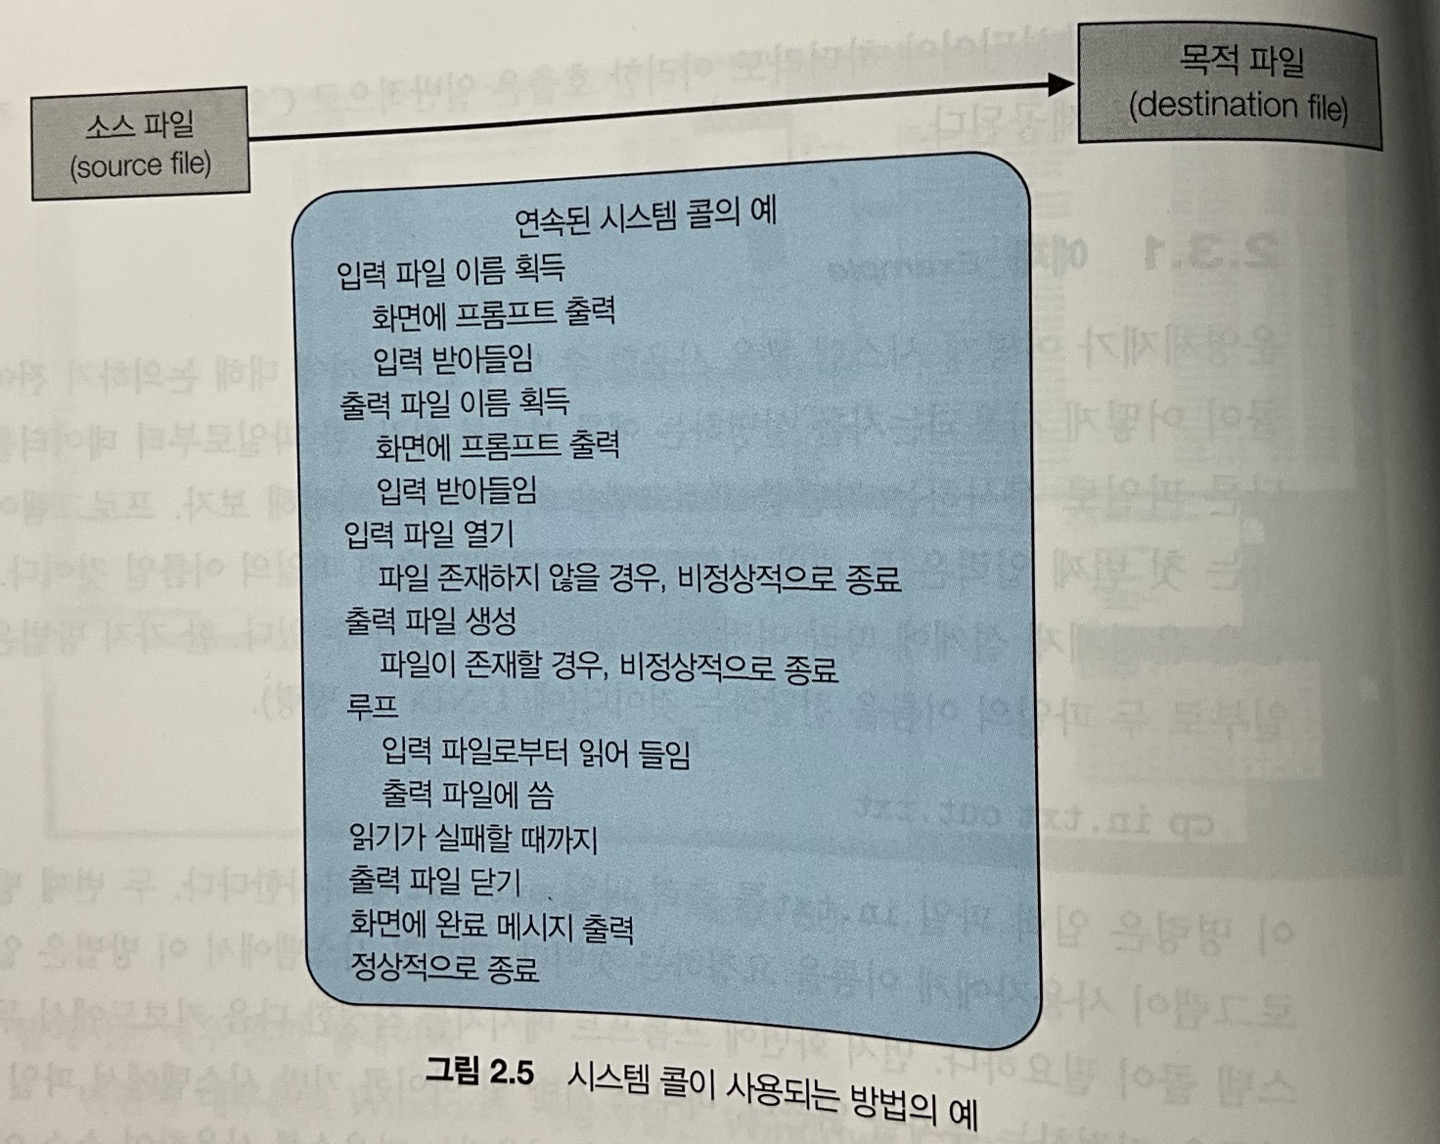 소스 파일
(source file)
목적 파일
(destination file)
연속된 시스템 콜의 예
입력 파일 이름 획득
화면에 프롬프트 출력
입력 받아들임
출력 파일 이름 획득
화면에 프롬프트 출력
입력 받아들임
입력 파일 열기
파일 존재하지 않을 경우, 비정상적으로 종료
출력 파일 생성
파일이 존재할 경우, 비정상적으로 종료
루프
입력 파일로부터 읽어 들임
출력 파일에 씀
읽기가 실패할 때까지
출력 파일 닫기
화면에 완료 메시지 출력
정상적으로 종료
그림 2.5 시스템 콜이 사용되는 방법의 예